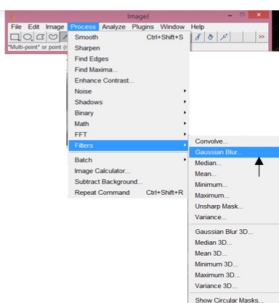 ImageJ
File Edit Image Process Analyze Plugins Window Help
"Multi-point" or point
Smooth Ctrl+Shift+S
Sharpen
Find Edges
Find Maxima...
Enhance Contrast...
Noise
Shadows
Binary
Math
FFT
Filters
Batch
Image Calculator...
Subtract Background...
Repeat Command Ctrl+Shift+R
Convolve...
Gaussian Blur...
Median...
Mean...
Minimum...
Maximum...
Unsharp Mask...
Variance...
Gaussian Blur 3D...
Median 3D...
Mean 3D...
Minimum 3D...
Maximum 3D...
Variance 3D...
Show Circular Masks...